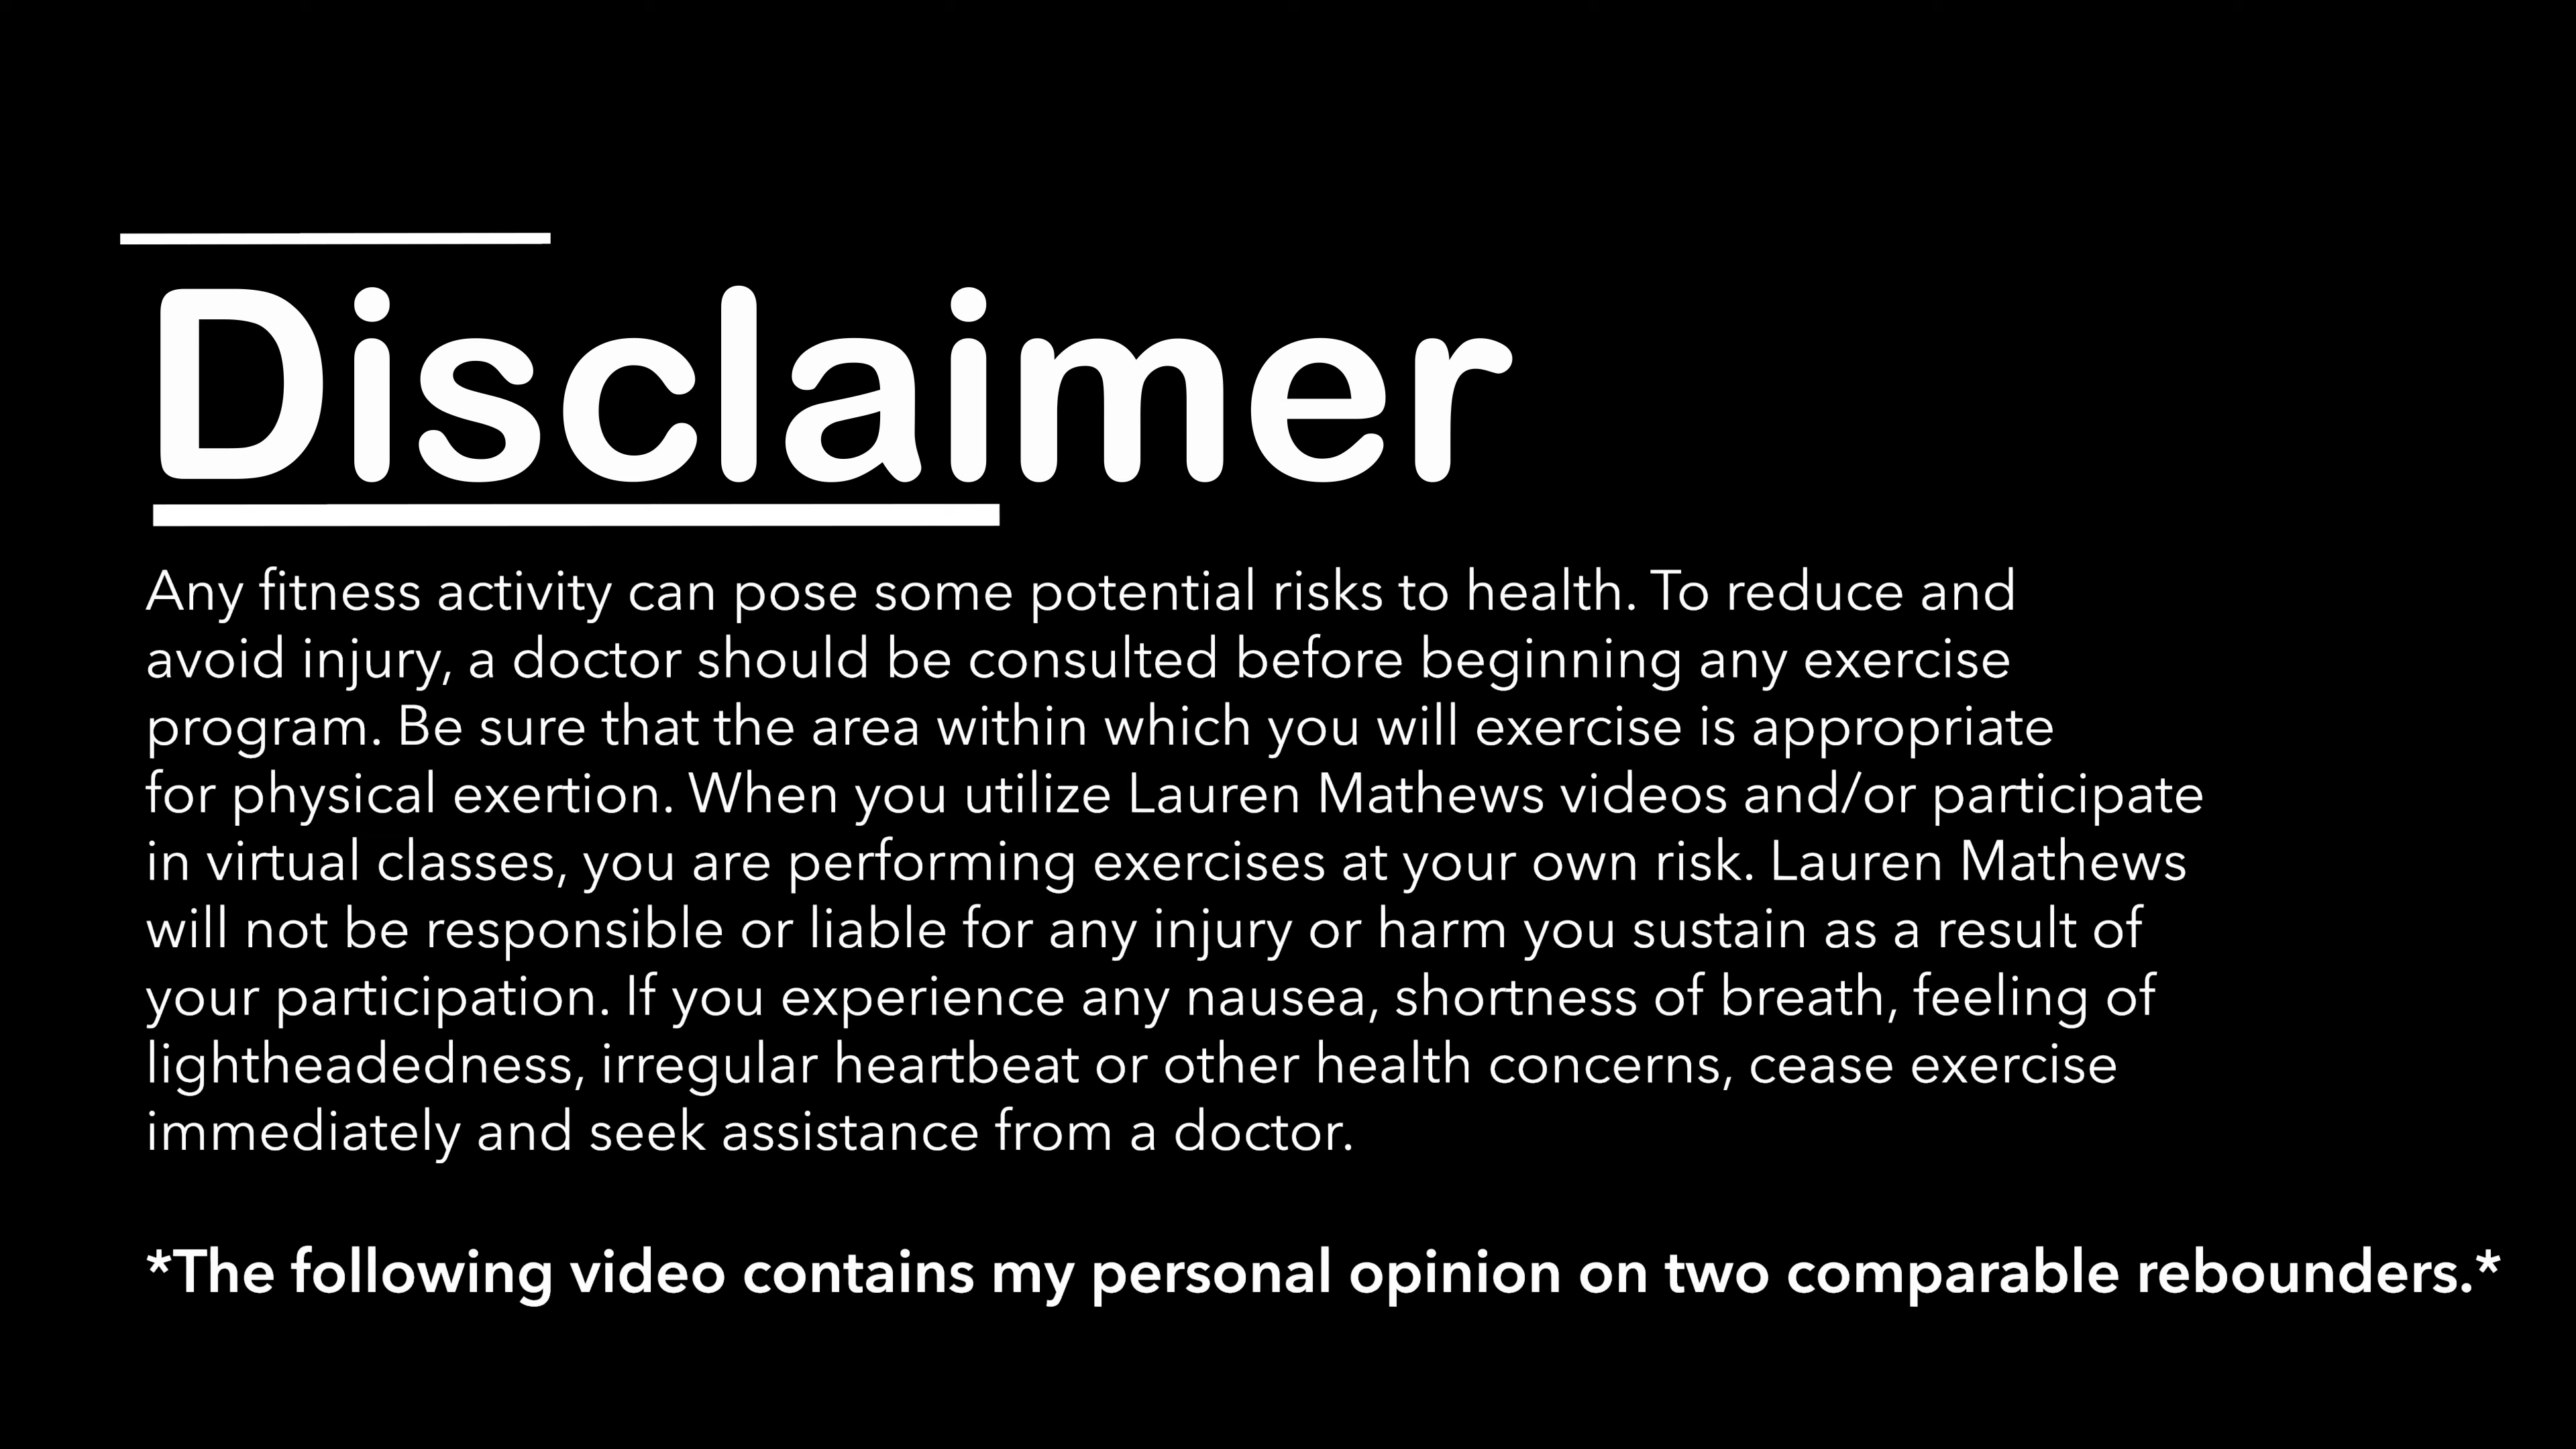 Disclaimer
Any fitness activity can pose some potential risks to health. To reduce and
avoid injury, a doctor should be consulted before beginning any exercise
program. Be sure that the area within which you will exercise is appropriate
for physical exertion. When you utilize Lauren Mathews videos and/or participate
in virtual classes, you are performing exercises at your own risk. Lauren Mathews
will not be responsible or liable for any injury or harm you sustain as a result of
your participation. If you experience any nausea, shortness of breath, feeling of
lightheadedness, irregular heartbeat or other health concerns, cease exercise
immediately and seek assistance from a doctor.
*The following video contains my personal opinion on two comparable rebounders.*